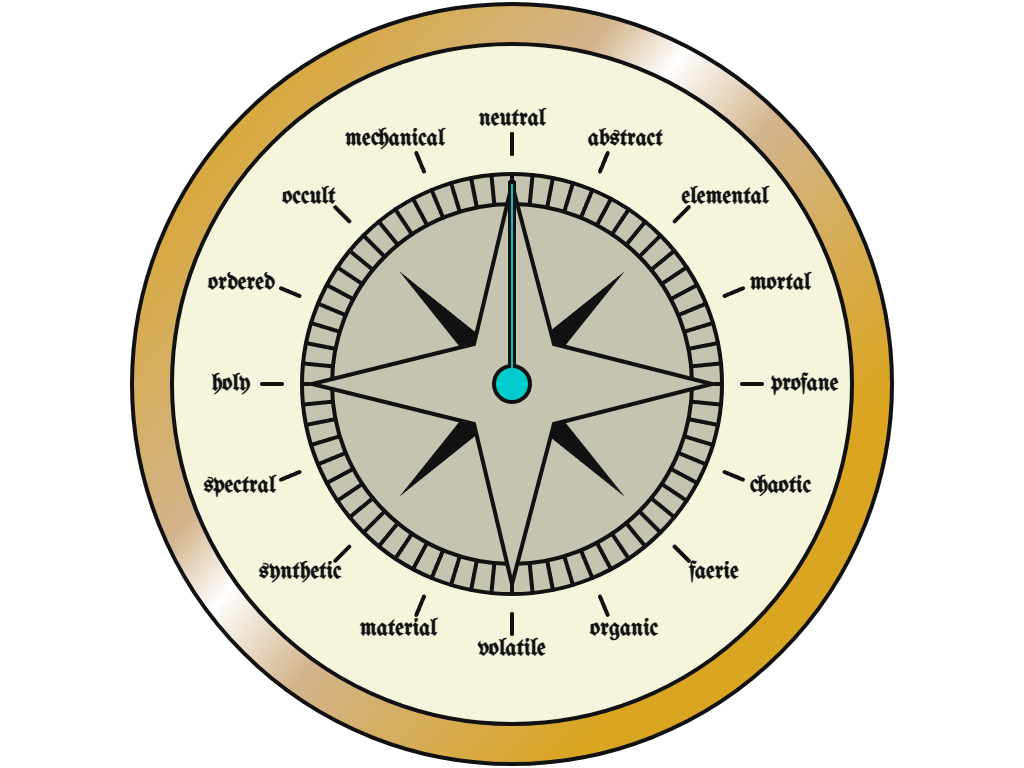 neutral
abstract
elemental
mortal
profane
chaotic
faerie
organic
volatile
material
synthetic
spectral
holy
ordered
occult
mechanical